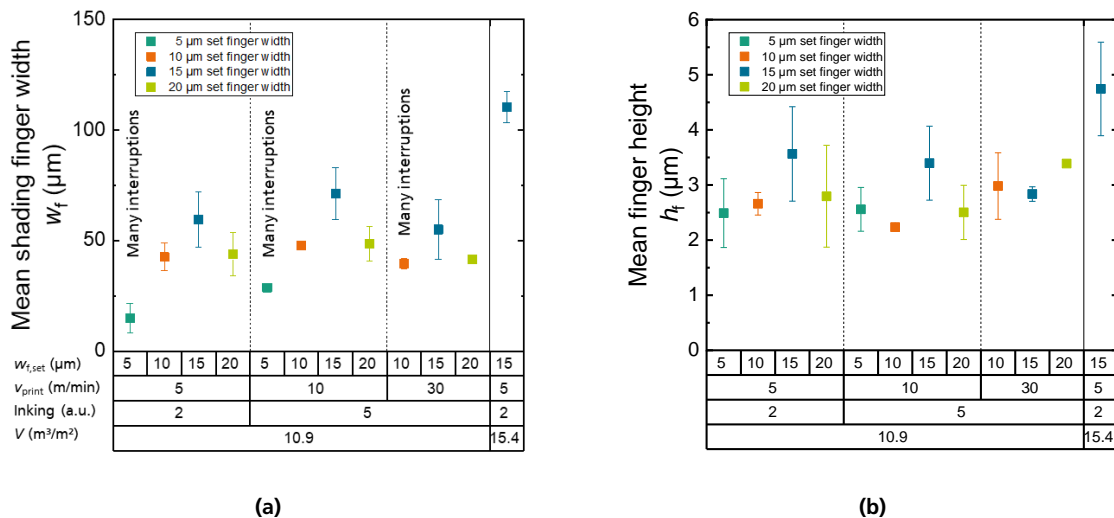 150
100
50
0
Mean shading finger width
w_f (µm)
5 µm set finger width
10 µm set finger width
15 µm set finger width
20 µm set finger width
Many interruptions
Many interruptions
Many interruptions
w_f,set (µm) 5 10 15 20 5 10 15 20 10 15 20 15
v_print (m/min) 5 10 30 5
Inking (a.u.) 2 5 2
V (m³/m²) 10.9 15.4
(a)
6
5
4
3
2
1
0
Mean finger height
h_f (µm)
5 µm set finger width
10 µm set finger width
15 µm set finger width
20 µm set finger width
5 10 15 20 5 10 15 20 10 15 20 15
5 10 30 5
2 5 2
10.9 15.4
(b)